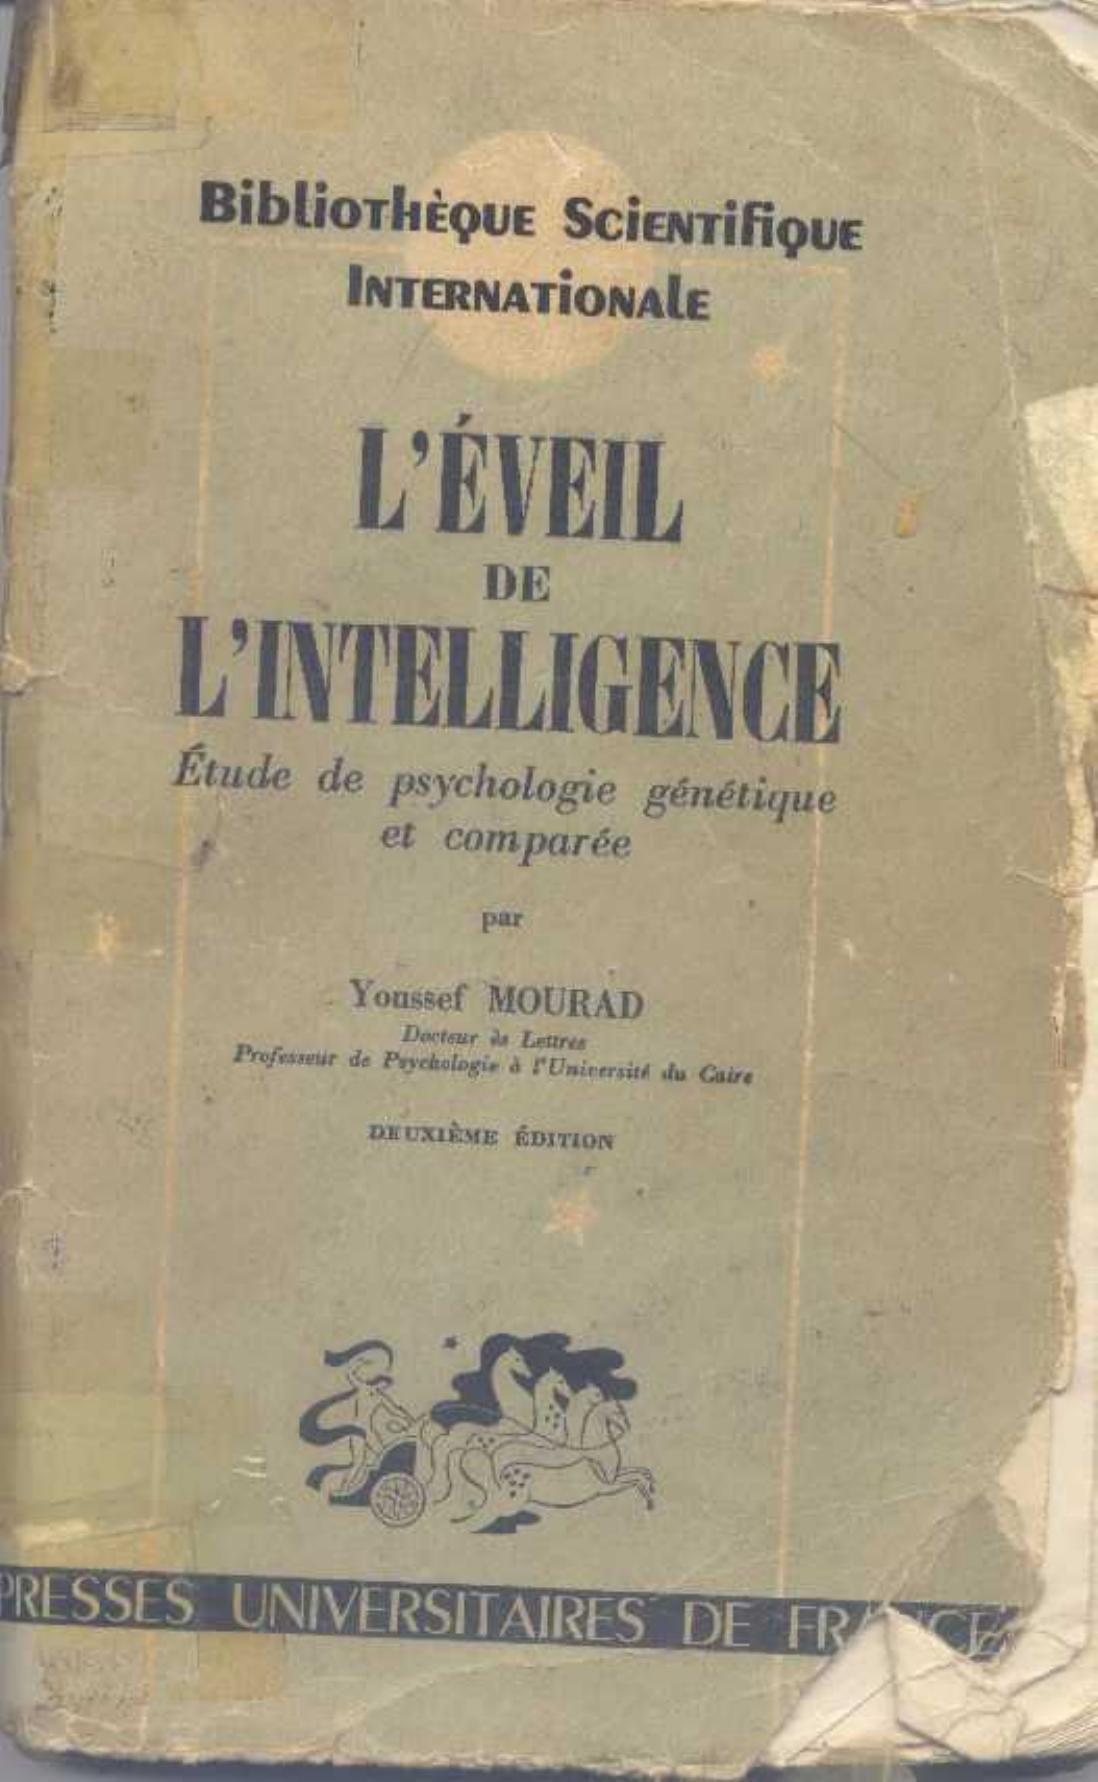 Bibliothèque Scientifique
Internationale
L'ÉVEIL
DE
L'INTELLIGENCE
Étude de psychologie génétique
et comparée
par
Youssef MOURAD
Docteur ès Lettres
Professeur de Psychologie à l'Université du Caire
DEUXIÈME ÉDITION
PRESSES UNIVERSITAIRES DE FRANCE